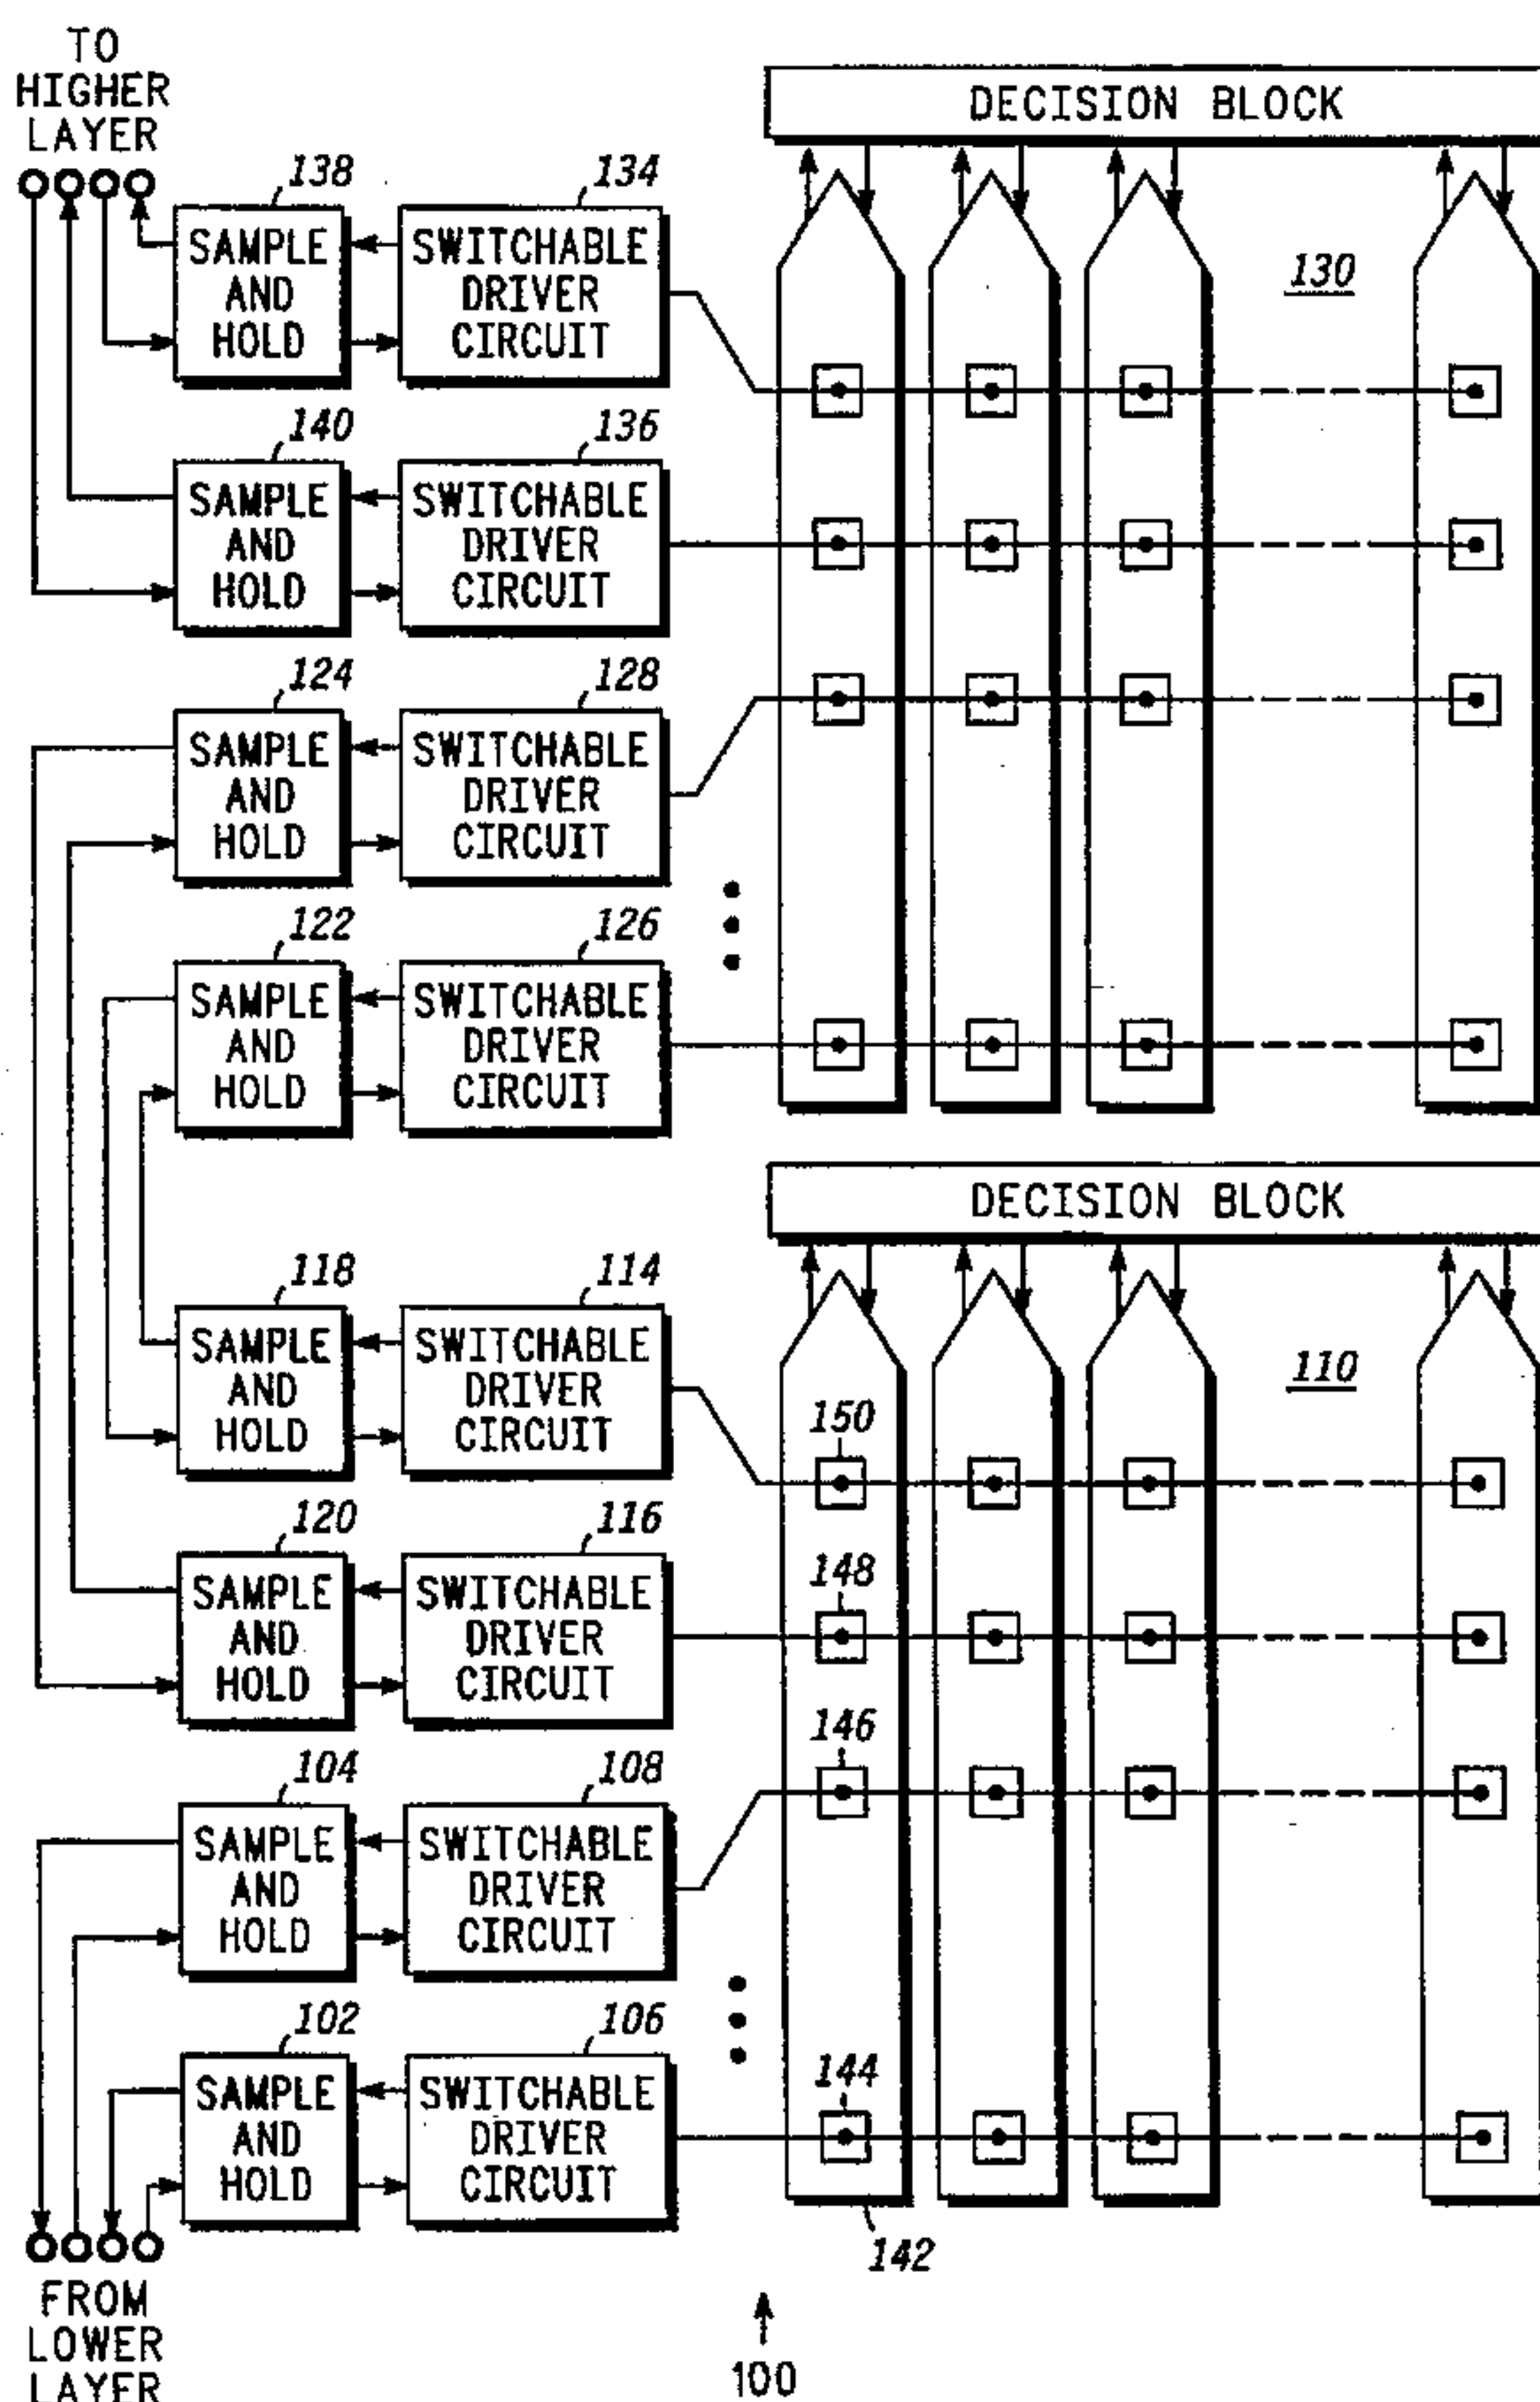 TO
HIGHER
LAYER
DECISION BLOCK
138
134
SAMPLE
AND
HOLD
SWITCHABLE
DRIVER
CIRCUIT
130
140
136
SAMPLE
AND
HOLD
SWITCHABLE
DRIVER
CIRCUIT
124
128
SAMPLE
AND
HOLD
SWITCHABLE
DRIVER
CIRCUIT
122
126
SAMPLE
AND
HOLD
SWITCHABLE
DRIVER
CIRCUIT
DECISION BLOCK
118
114
SAMPLE
AND
HOLD
SWITCHABLE
DRIVER
CIRCUIT
110
150
120
116
SAMPLE
AND
HOLD
SWITCHABLE
DRIVER
CIRCUIT
148
146
104
108
SAMPLE
AND
HOLD
SWITCHABLE
DRIVER
CIRCUIT
102
106
SAMPLE
AND
HOLD
SWITCHABLE
DRIVER
CIRCUIT
144
142
FROM
LOWER
LAYER
100